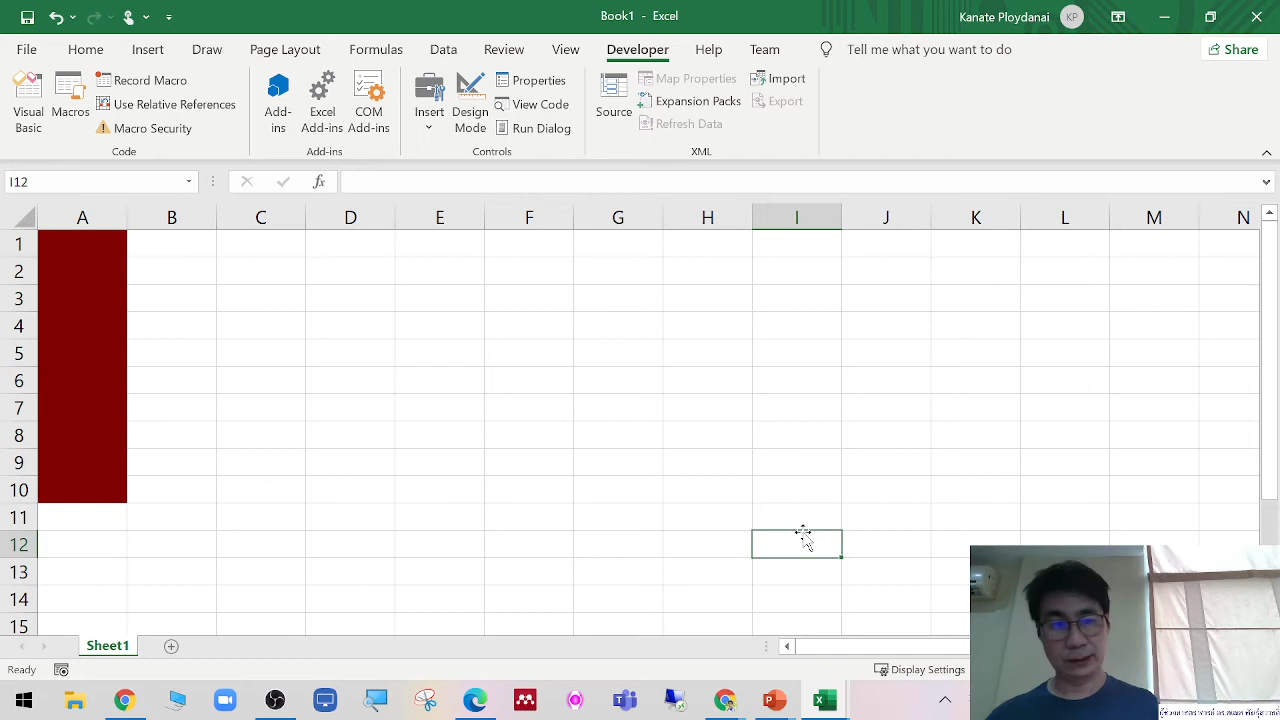 Book1 - Excel
Kanate Ploydanai
KP
File
Home
Insert
Draw
Page Layout
Formulas
Data
Review
View
Developer
Help
Team
Tell me what you want to do
Share
Visual Basic
Macros
Record Macro
Use Relative References
Macro Security
Code
Add-ins
Excel Add-ins
COM Add-ins
Add-ins
Insert
Design Mode
Properties
View Code
Run Dialog
Controls
Source
Map Properties
Expansion Packs
Refresh Data
Import
Export
XML
I12
fx
A B C D E F G H I J K L M N
1
2
3
4
5
6
7
8
9
10
11
12
13
14
15
Sheet1
Ready
Display Settings